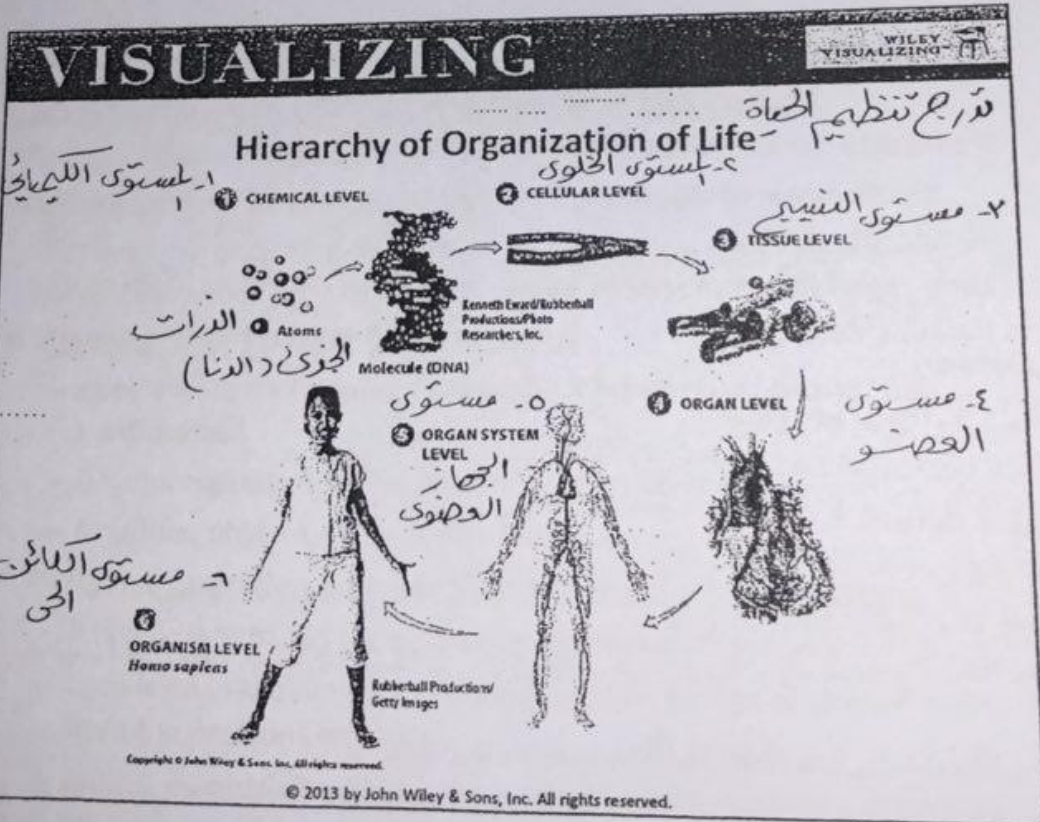 VISUALIZING
WILEY
VISUALIZING
تدرج تنظيم الحياة
Hierarchy of Organization of Life
١- المستوى الكيميائي
1 CHEMICAL LEVEL
٢- المستوى الخلوي
2 CELLULAR LEVEL
٣- مستوى النسيج
3 TISSUE LEVEL
Kenneth Eward/Rubberball
Productions/Photo
Researchers, Inc.
الذرات
Atoms
الجزئ (الدنا)
Molecule (DNA)
٤- مستوى
العضو
4 ORGAN LEVEL
٥- مستوى
5 ORGAN SYSTEM
LEVEL
الجهاز
العضوى
٦- مستوى الكائن
الحى
6
ORGANISM LEVEL
Homo sapiens
Rubberball Productions/
Getty Images
Copyright © John Wiley & Sons, Inc. All rights reserved.
© 2013 by John Wiley & Sons, Inc. All rights reserved.